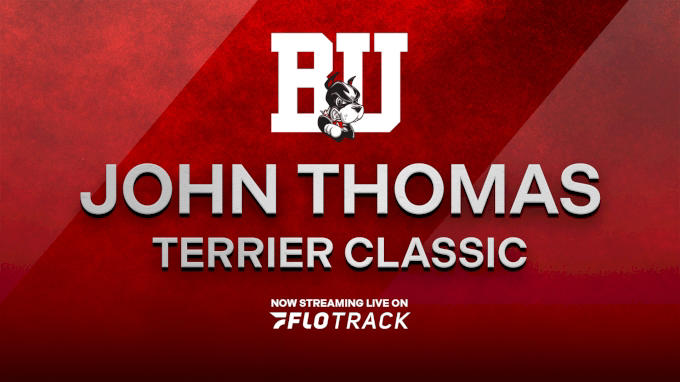 BU
JOHN THOMAS
TERRIER CLASSIC
NOW STREAMING LIVE ON
FLOTRACK